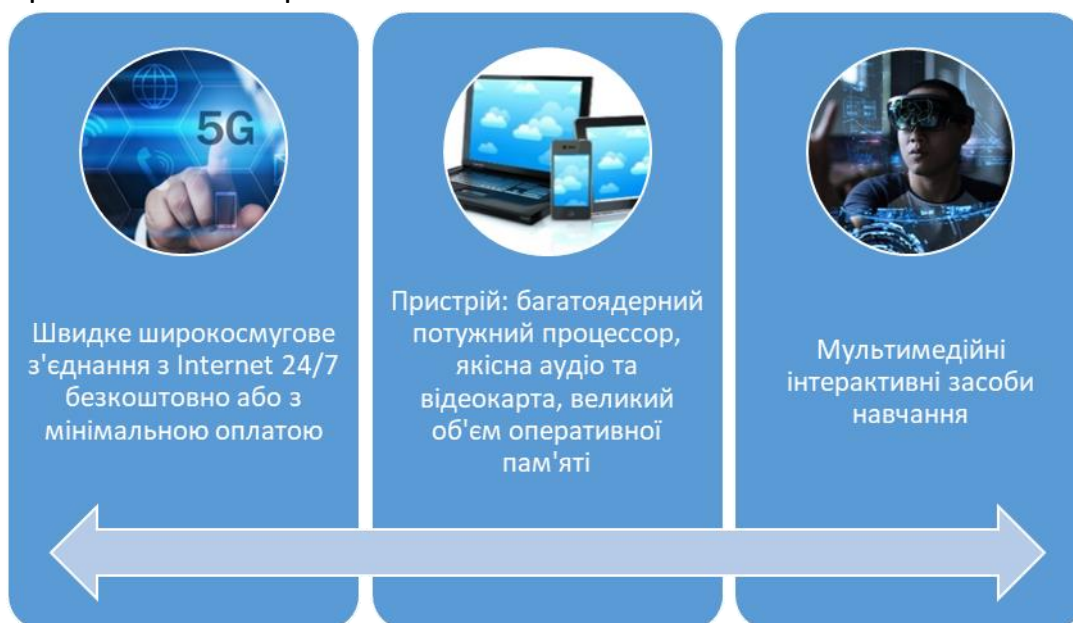 5G
Швидке широкосмугове
з'єднання з Internet 24/7
безкоштовно або з
мінімальною оплатою
Пристрій: багатоядерний
потужний процессор,
якісна аудіо та
відеокарта, великий
об'єм оперативної
пам'яті
Мультимедійні
інтерактивні засоби
навчання